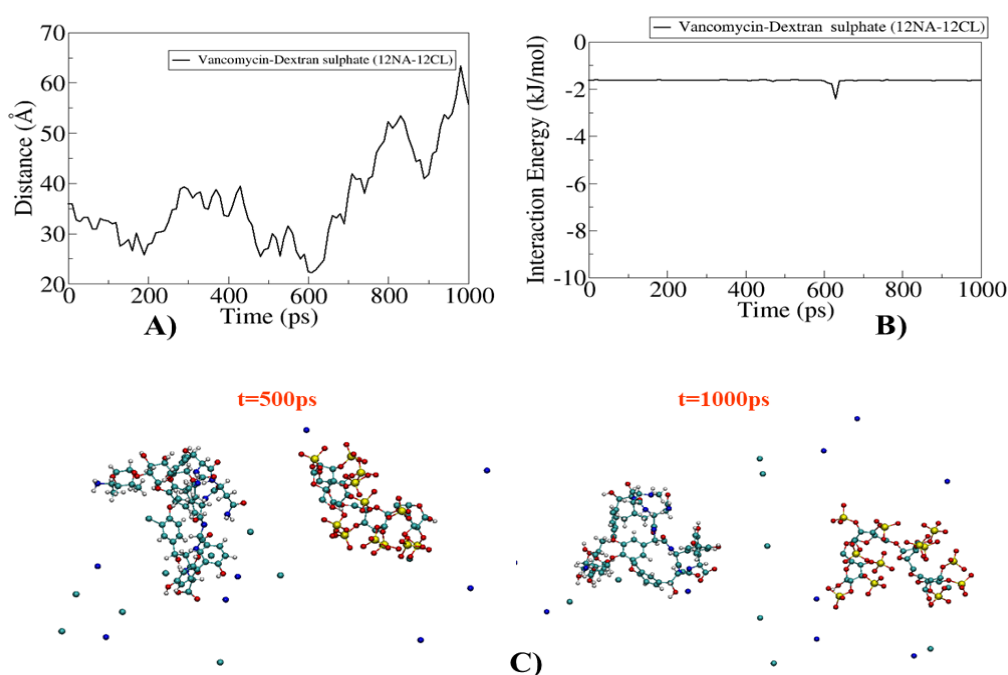 Vancomycin-Dextran sulphate (12NA-12CL)
70
60
50
40
30
20
Distance (Å)
0 200 400 600 800 1000
Time (ps)
A)
Vancomycin-Dextran sulphate (12NA-12CL)
0
-2
-4
-6
-8
-10
Interaction Energy (kJ/mol)
0 200 400 600 800 1000
Time (ps)
B)
t=500ps
t=1000ps
C)